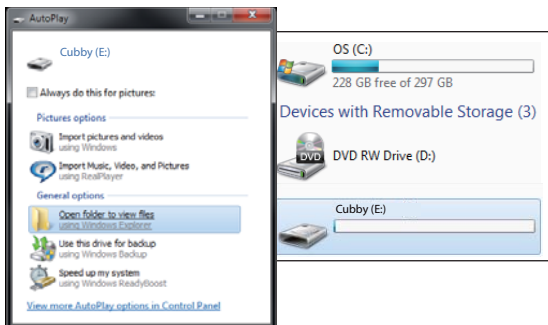 AutoPlay
Cubby (E:)
Always do this for pictures:
Pictures options
Import pictures and videos
using Windows
Import Music, Video, and Pictures
using RealPlayer
General options
Open folder to view files
using Windows Explorer
Use this drive for backup
using Windows Backup
Speed up my system
using Windows ReadyBoost
View more AutoPlay options in Control Panel
OS (C:)
228 GB free of 297 GB
Devices with Removable Storage (3)
DVD
DVD RW Drive (D:)
Cubby (E:)